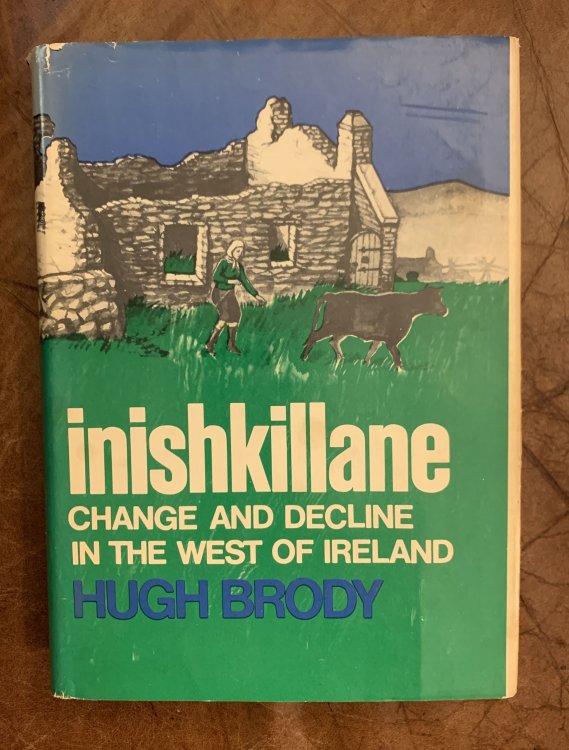 inishkillane
CHANGE AND DECLINE
IN THE WEST OF IRELAND
HUGH BRODY